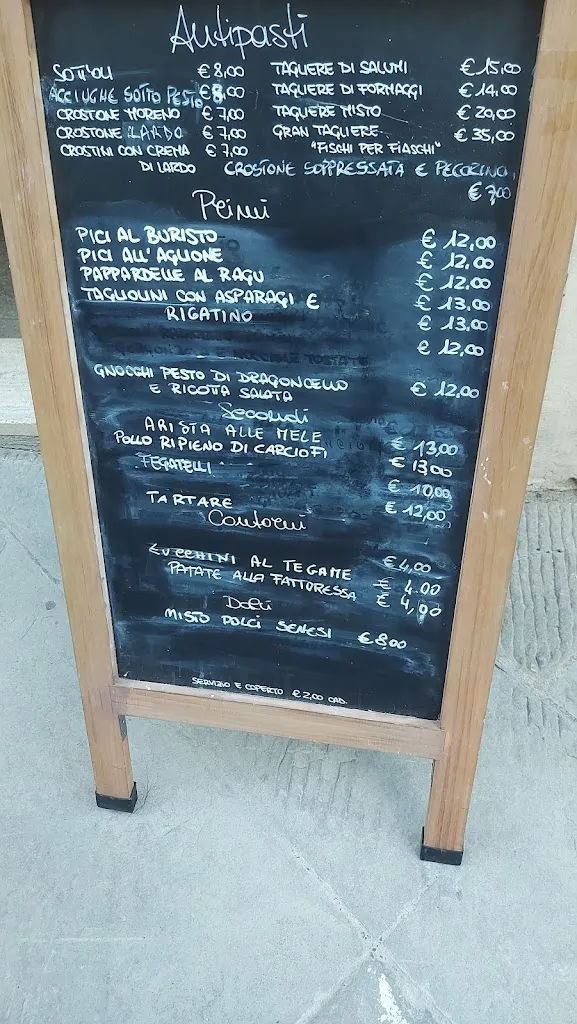 Antipasti
SOTT'OLI € 8,00
ACCIUGHE SOTTO PESTO € 8,00
CROSTONE MORENO € 7,00
CROSTONE LARDO € 7,00
CROSTINI CON CREMA € 7,00
DI LARDO
TAGLIERE DI SALUMI € 15,00
TAGLIERE DI FORMAGGI € 14,00
TAGLIERE MISTO € 20,00
GRAN TAGLIERE € 35,00
"FISCHI PER FIASCHI"
CROSTONE SOPPRESSATA E PECORINO
€ 7,00
Primi
PICI AL BURISTO € 12,00
PICI ALL'AGLIONE € 12,00
PAPPARDELLE AL RAGU € 12,00
TAGLIOLINI CON ASPARAGI E € 13,00
RIGATINO € 13,00
€ 12,00
GNOCCHI PESTO DI DRAGONCELLO
E RICOTTA SALATA € 12,00
Secondi
ARISTA ALLE MELE € 13,00
POLLO RIPIENO DI CARCIOFI € 13,00
FEGATELLI € 10,00
TARTARE € 12,00
Contorni
ZUCCHINI AL TEGAME € 4,00
PATATE ALLA FATTORESSA € 4,00
€ 4,00
Dolci
MISTO DOLCI SENESI € 8,00
SERVIZIO E COPERTO € 2,00 CAD.